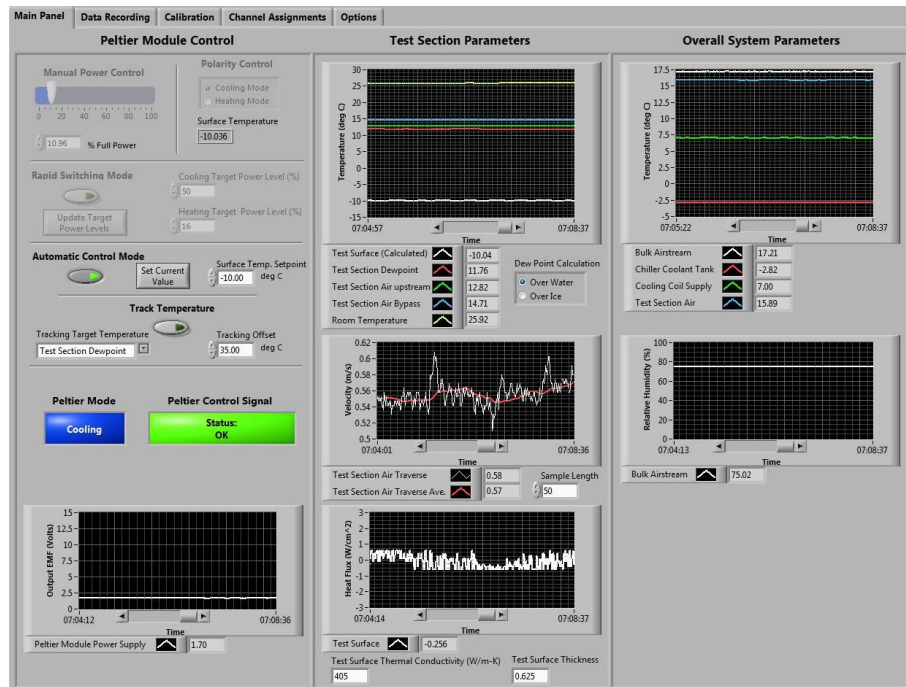 Main Panel Data Recording Calibration Channel Assignments Options
Peltier Module Control
Manual Power Control
0 20 40 60 80 100
10.96 % Full Power
Polarity Control
Cooling Mode
Heating Mode
Surface Temperature
-10.036
Rapid Switching Mode
Update Target
Power Levels
Cooling Target Power Level (%)
50
Heating Target Power Level (%)
16
Automatic Control Mode
Set Current
Value
Surface Temp. Setpoint
-10.00 deg C
Track Temperature
Tracking Target Temperature
Test Section Dewpoint
Tracking Offset
35.00 deg C
Peltier Mode
Cooling
Peltier Control Signal
Status:
OK
Output EMF (Volts)
15
12.5
10
7.5
5
2.5
0
07:04:12 07:08:36
Time
Peltier Module Power Supply 1.70
Test Section Parameters
Temperature (deg C)
30
25
20
15
10
5
0
-5
-10
-15
07:04:57 07:08:37
Time
Test Surface (Calculated) -10.04
Test Section Dewpoint 11.76
Test Section Air upstream 12.82
Test Section Air Bypass 14.71
Room Temperature 25.92
Dew Point Calculation
Over Water
Over Ice
Velocity (m/s)
0.62
0.6
0.58
0.56
0.54
0.52
0.5
07:04:01 07:08:36
Time
Test Section Air Traverse 0.58
Test Section Air Traverse Ave. 0.57
Sample Length
50
Heat Flux (W/cm^2)
3
2
1
0
-1
-2
-3
07:04:14 07:08:37
Time
Test Surface -0.256
Test Surface Thermal Conductivity (W/m-K)
405
Test Surface Thickness
0.625
Overall System Parameters
Temperature (deg C)
17.5
15
12.5
10
7.5
5
2.5
0
-2.5
-5
07:05:22 07:08:37
Time
Bulk Airstream 17.21
Chiller Coolant Tank -2.82
Cooling Coil Supply 7.00
Test Section Air 15.89
Relative Humidity (%)
100
80
60
40
20
0
07:04:13 07:08:37
Time
Bulk Airstream 75.02